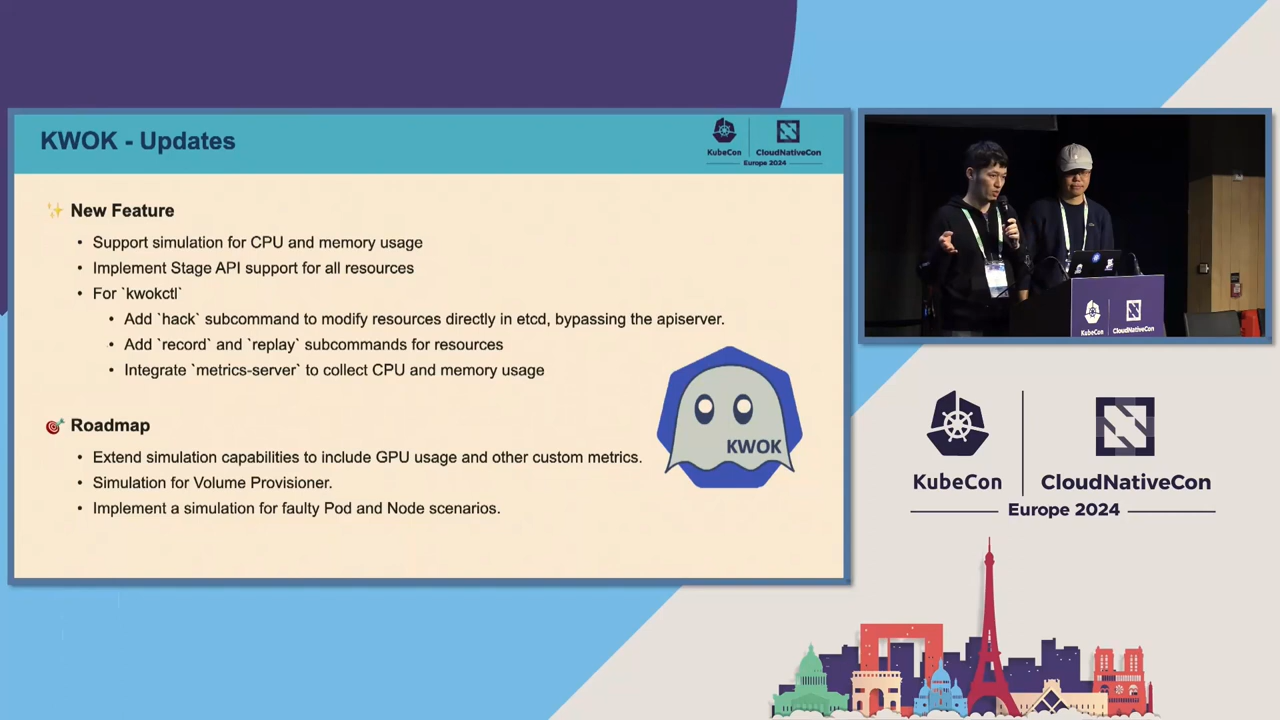 KWOK - Updates
KubeCon
CloudNativeCon
Europe 2024
✨ New Feature
• Support simulation for CPU and memory usage
• Implement Stage API support for all resources
• For `kwokctl`
• Add `hack` subcommand to modify resources directly in etcd, bypassing the apiserver.
• Add `record` and `replay` subcommands for resources
• Integrate `metrics-server` to collect CPU and memory usage
KWOK
🎯 Roadmap
• Extend simulation capabilities to include GPU usage and other custom metrics.
• Simulation for Volume Provisioner.
• Implement a simulation for faulty Pod and Node scenarios.
KubeCon
CloudNativeCon
KubeCon
CloudNativeCon
Europe 2024